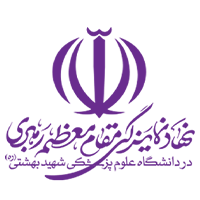 نهاد نمایندگی مقام معظم رهبری
در دانشگاه علوم پزشکی شهید بهشتی (ره)